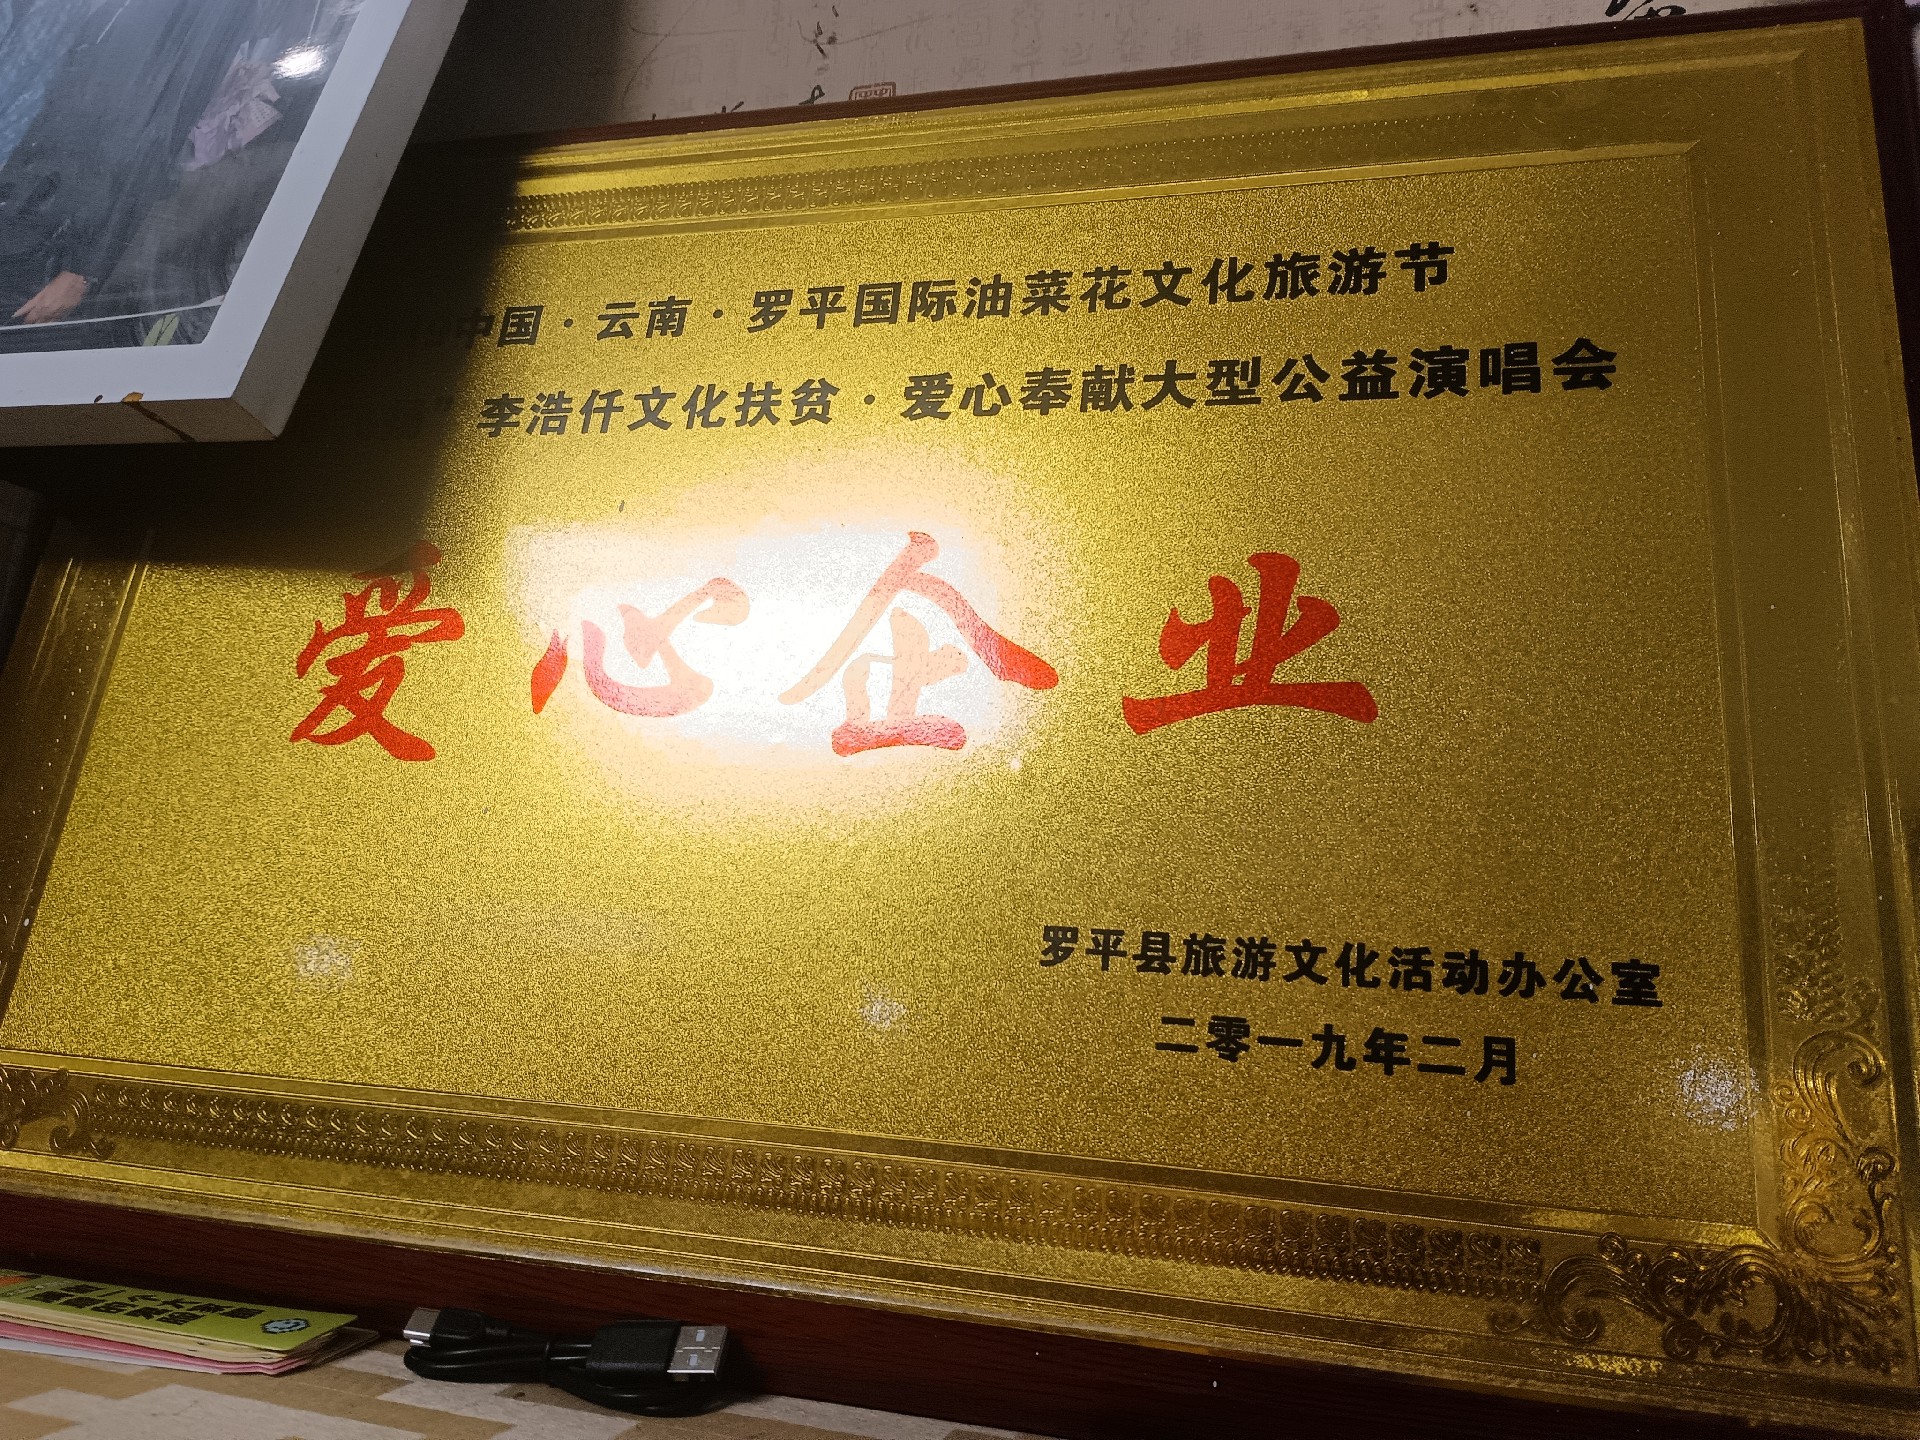 中国·云南·罗平国际油菜花文化旅游节
” 李浩仟文化扶贫·爱心奉献大型公益演唱会
爱心企业
罗平县旅游文化活动办公室
二零一九年二月